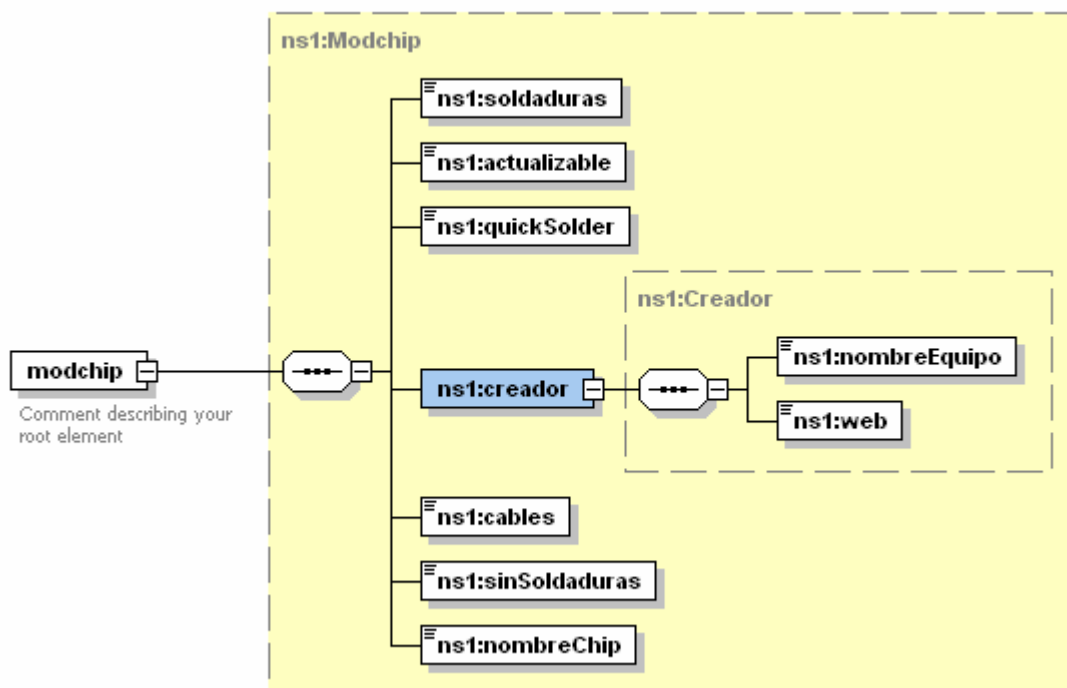 ns1:Modchip
ns1:soldaduras
ns1:actualizable
ns1:quickSolder
ns1:Creador
ns1:nombreEquipo
modchip
ns1:creador
ns1:web
Comment describing your
root element
ns1:cables
ns1:sinSoldaduras
ns1:nombreChip